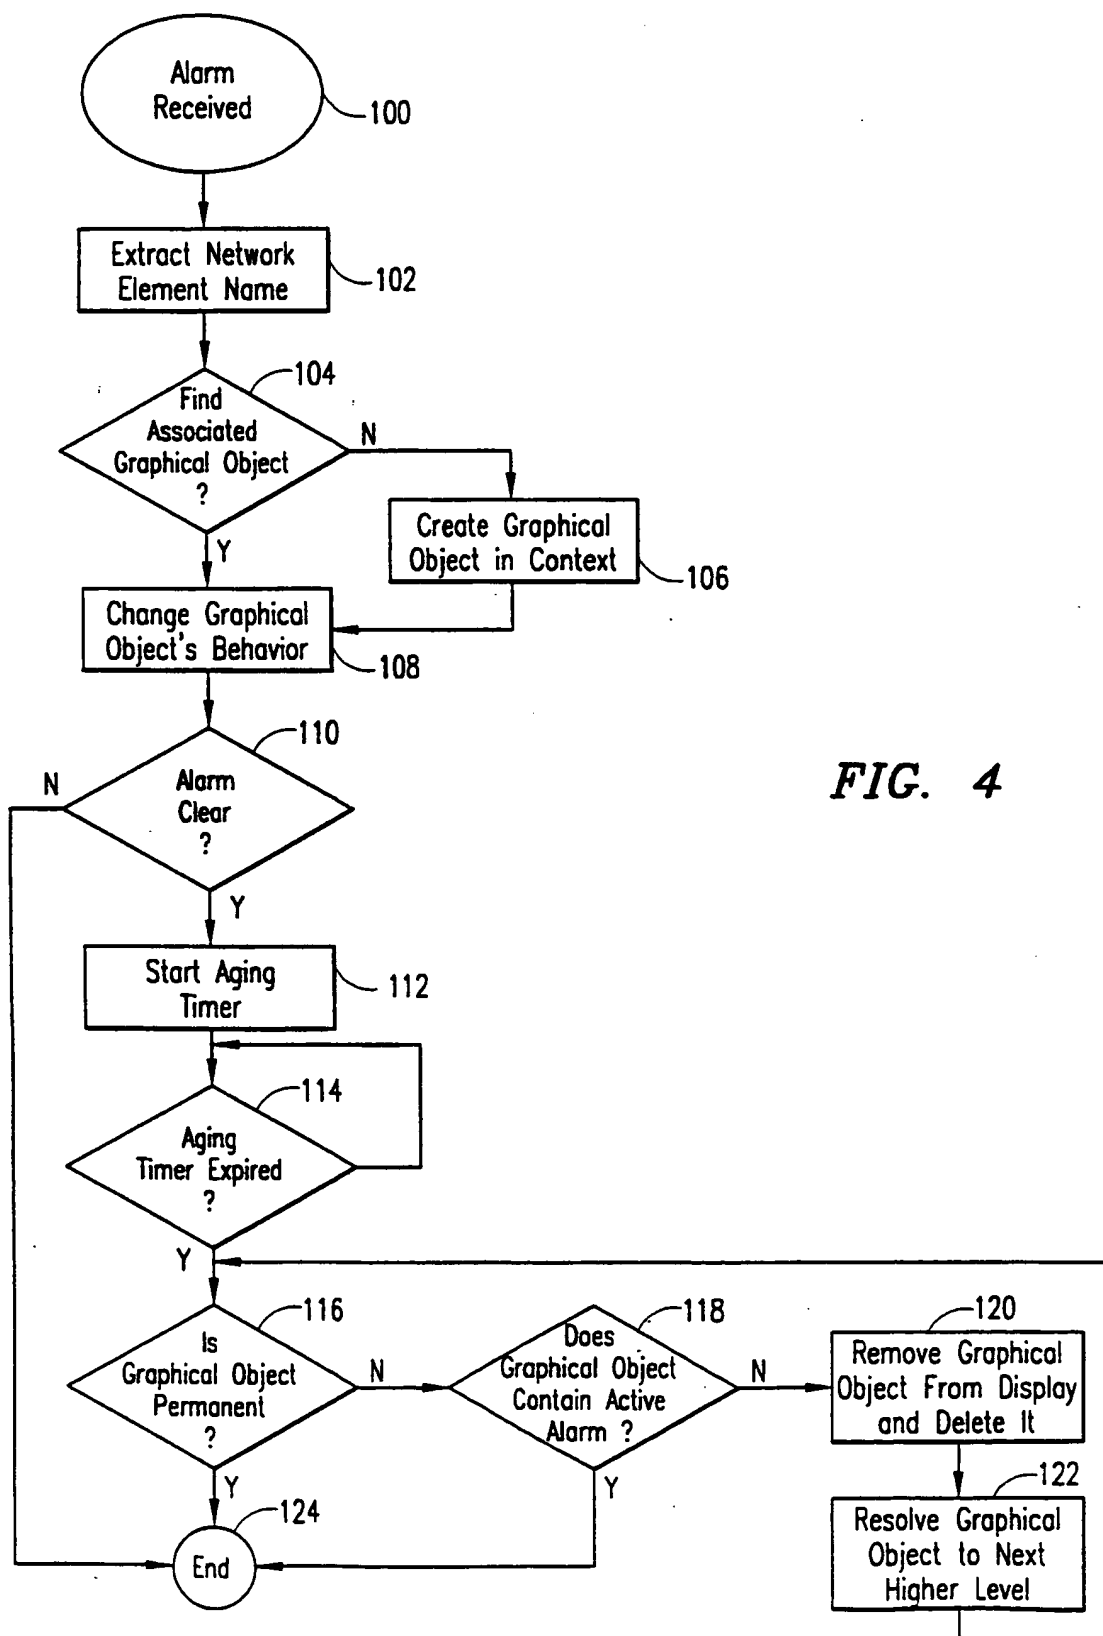 Alarm
Received
100
Extract Network
Element Name
102
104
Find
Associated
Graphical Object
?
N
Y
Create Graphical
Object in Context
106
Change Graphical
Object's Behavior
108
110
Alarm
Clear
?
N
Y
FIG. 4
Start Aging
Timer
112
114
Aging
Timer Expired
?
Y
116
Is
Graphical Object
Permanent
?
N
Y
118
Does
Graphical Object
Contain Active
Alarm ?
N
Y
120
Remove Graphical
Object From Display
and Delete It
122
Resolve Graphical
Object to Next
Higher Level
124
End